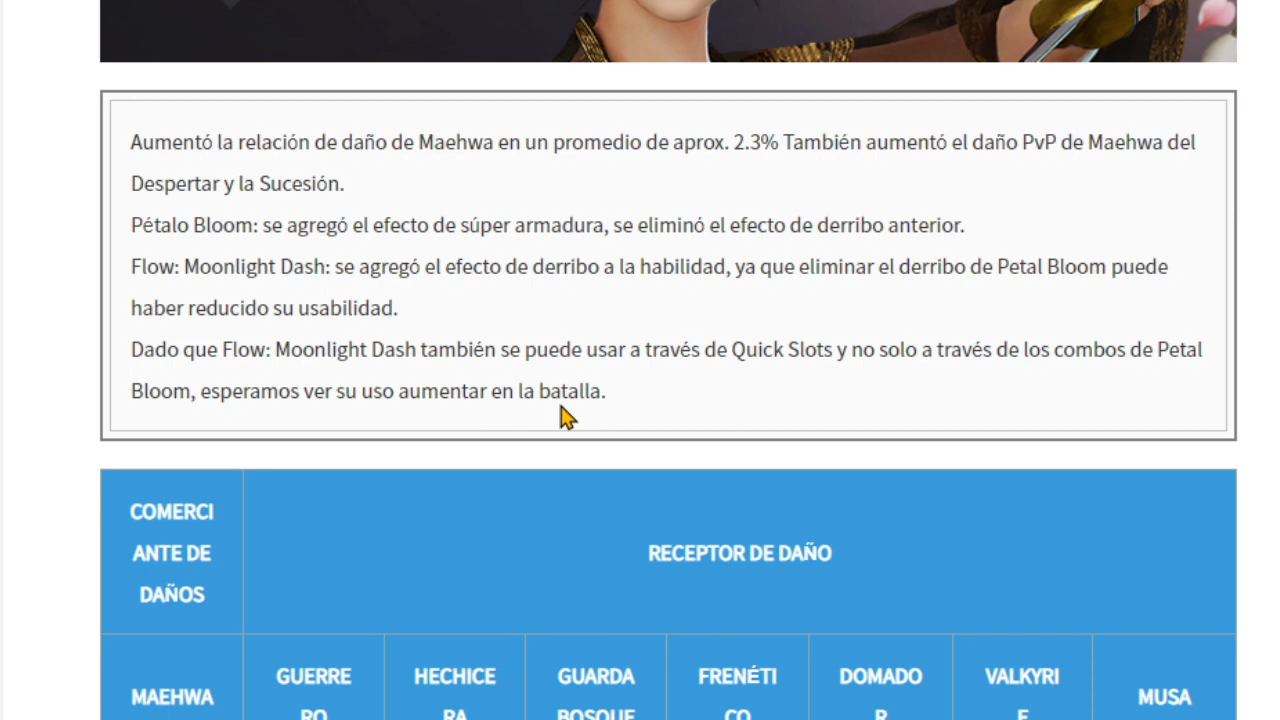 Aumentó la relación de daño de Maehwa en un promedio de aprox. 2.3% También aumentó el daño PvP de Maehwa del
Despertar y la Sucesión.
Pétalo Bloom: se agregó el efecto de súper armadura, se eliminó el efecto de derribo anterior.
Flow: Moonlight Dash: se agregó el efecto de derribo a la habilidad, ya que eliminar el derribo de Petal Bloom puede
haber reducido su usabilidad.
Dado que Flow: Moonlight Dash también se puede usar a través de Quick Slots y no solo a través de los combos de Petal
Bloom, esperamos ver su uso aumentar en la batalla.
COMERCI
ANTE DE
DAÑOS
RECEPTOR DE DAÑO
MAEHWA
GUERRE
RO
HECHICE
RA
GUARDA
BOSQUE
FRENÉTI
CO
DOMADO
R
VALKYRI
E
MUSA